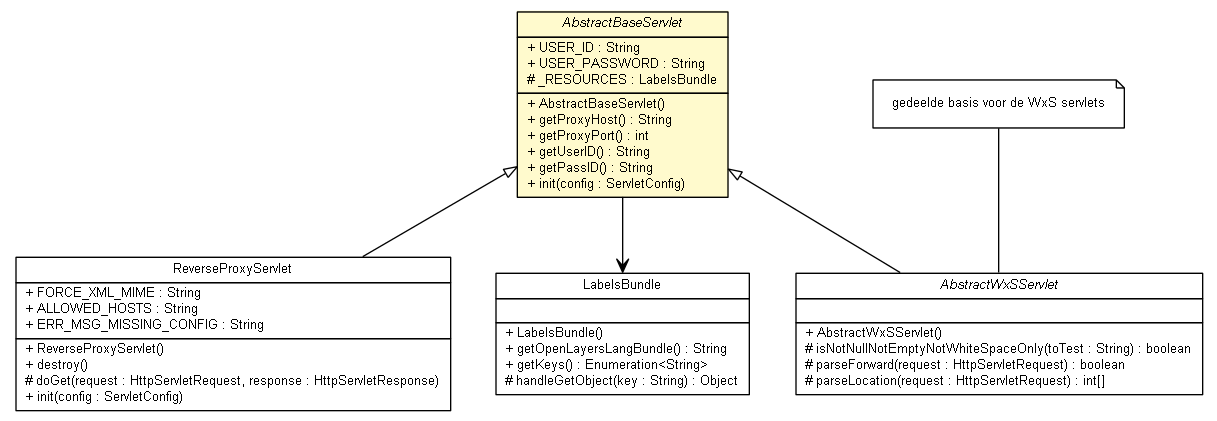 AbstractBaseServlet
+ USER_ID : String
+ USER_PASSWORD : String
# _RESOURCES : LabelsBundle
+ AbstractBaseServlet()
+ getProxyHost() : String
+ getProxyPort() : int
+ getUserID() : String
+ getPassID() : String
+ init(config : ServletConfig)
gedeelde basis voor de WxS servlets
ReverseProxyServlet
+ FORCE_XML_MIME : String
+ ALLOWED_HOSTS : String
+ ERR_MSG_MISSING_CONFIG : String
+ ReverseProxyServlet()
+ destroy()
# doGet(request : HttpServletRequest, response : HttpServletResponse)
+ init(config : ServletConfig)
LabelsBundle
+ LabelsBundle()
+ getOpenLayersLangBundle() : String
+ getKeys() : Enumeration<String>
# handleGetObject(key : String) : Object
AbstractWxSServlet
+ AbstractWxSServlet()
# isNotNullNotEmptyNotWhiteSpaceOnly(toTest : String) : boolean
# parseForward(request : HttpServletRequest) : boolean
# parseLocation(request : HttpServletRequest) : int[]